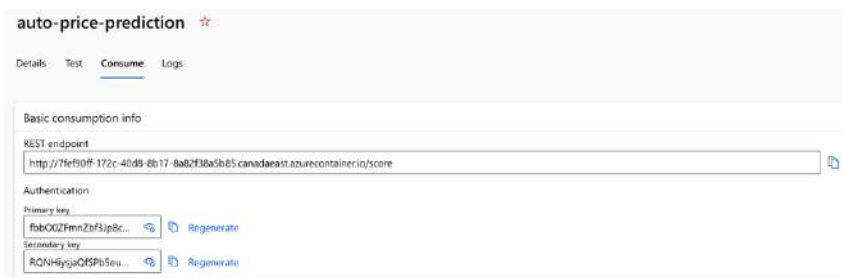 auto-price-prediction
Details Test Consume Logs
Basic consumption info
REST endpoint
http://7fef90ff-172c-40d8-8b17-8a82f38a5b85.canadaeast.azurecontainer.io/score
Authentication
Primary key
fbbO0ZFmnZbf3Jp8c... Regenerate
Secondary key
RQNHiysjaQfSPb5eu... Regenerate